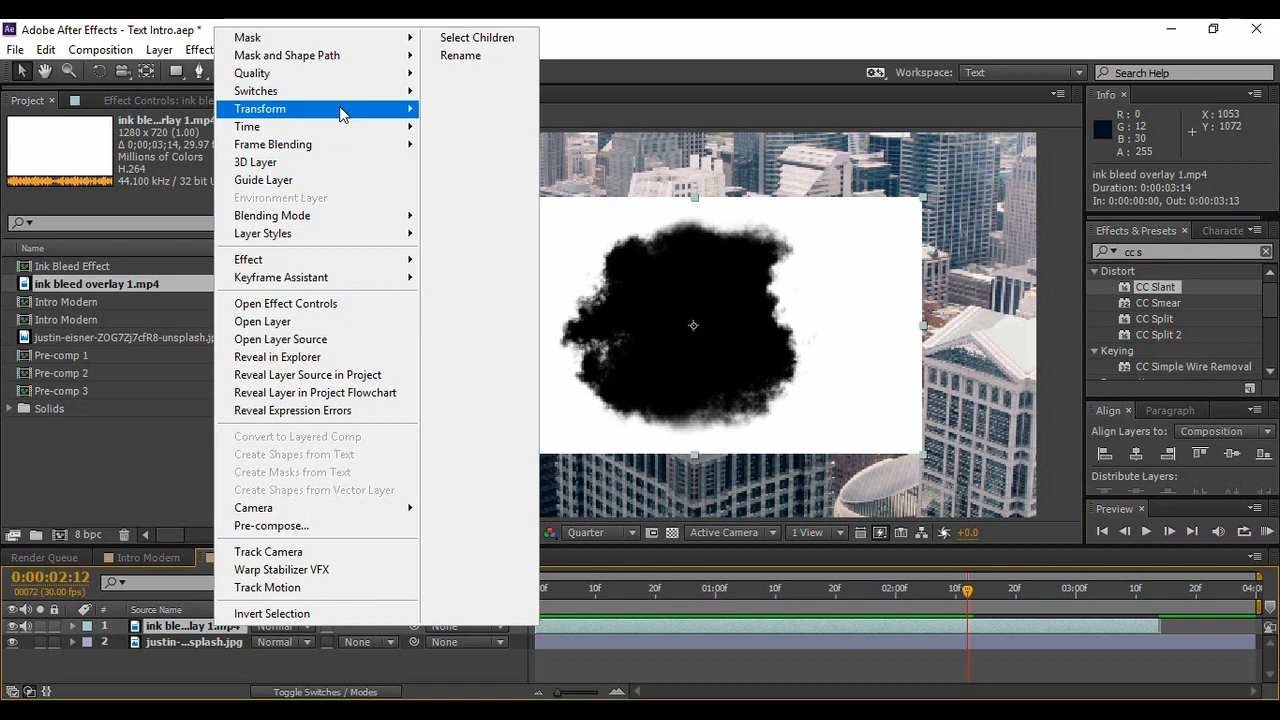 Adobe After Effects - Text Intro.aep *
File Edit Composition Layer Effect
Workspace: Text Search Help
Mask
Mask and Shape Path
Quality
Switches
Transform
Time
Frame Blending
3D Layer
Guide Layer
Environment Layer
Blending Mode
Layer Styles
Effect
Keyframe Assistant
Open Effect Controls
Open Layer
Open Layer Source
Reveal in Explorer
Reveal Layer Source in Project
Reveal Layer in Project Flowchart
Reveal Expression Errors
Convert to Layered Comp
Create Shapes from Text
Create Masks from Text
Create Shapes from Vector Layer
Camera
Pre-compose...
Track Camera
Warp Stabilizer VFX
Track Motion
Invert Selection
Select Children
Rename
Project Effect Controls: ink ble
ink ble...rlay 1.mp4
1280 x 720 (1.00)
Δ 0;00;03;14, 29.97 f
Millions of Colors
H.264
44.100 kHz / 32 bit U
Name
Ink Bleed Effect
ink bleed overlay 1.mp4
Intro Modern
Intro Modern
justin-eisner-ZOG7Zj7cfR8-unsplash.j
Pre-comp 1
Pre-comp 2
Pre-comp 3
Solids
8 bpc
Quarter Active Camera 1 View +0.0
Info
R : 0
G : 12
B : 30
A : 255
X : 1053
Y : 1072
ink bleed overlay 1.mp4
Duration: 0:00:03:14
In: 0:00:00:00, Out: 0:00:03:13
Effects & Presets Characte
cc s
Distort
CC Slant
CC Smear
CC Split
CC Split 2
Keying
CC Simple Wire Removal
Align Paragraph
Align Layers to: Composition
Distribute Layers:
Preview
Render Queue Intro Modern
0:00:02:12
00072 (30.00 fps)
# Source Name
10f 20f 01:00f 10f 20f 02:00f 10f 20f 03:00f 10f 20f 04:0
1 ink ble...lay 1.mp4 Normal None
2 justin-...splash.jpg Normal None None
Toggle Switches / Modes